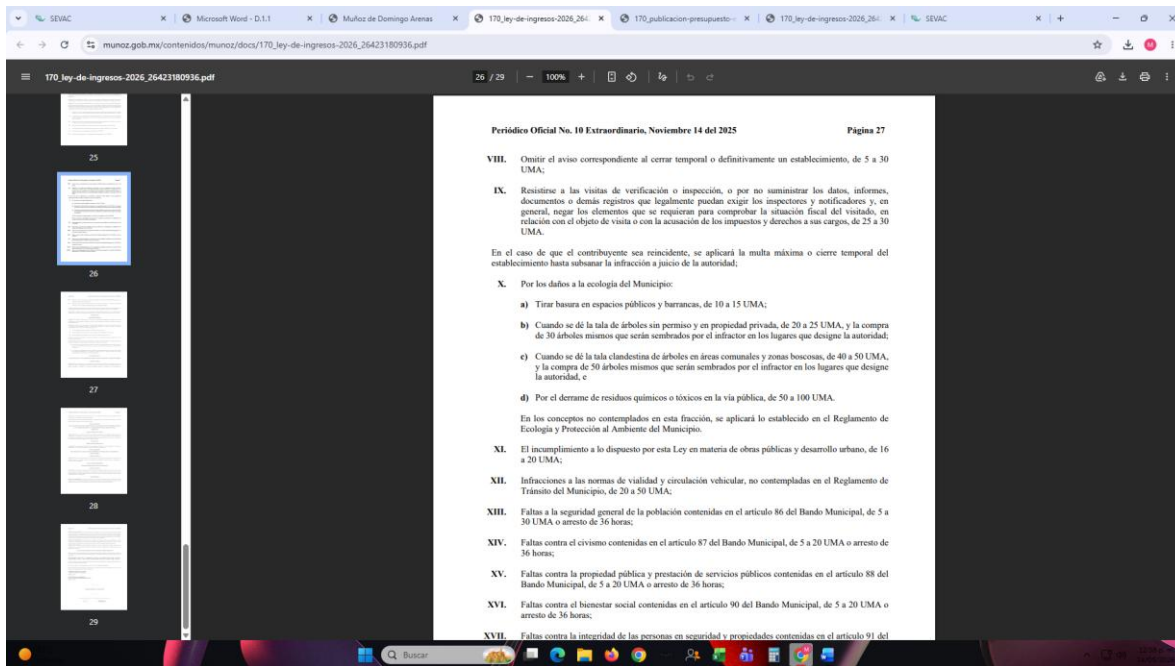 SEVAC
Microsoft Word - D.1.1
Muñoz de Domingo Arenas
170_ley-de-ingresos-2026_264
170_publicacion-presupuesto-
170_ley-de-ingresos-2026_264
SEVAC
munoz.gob.mx/contenidos/munoz/docs/170_ley-de-ingresos-2026_26423180936.pdf
M
170_ley-de-ingresos-2026_26423180936.pdf
26 / 29
100%
25
26
27
28
29
Periódico Oficial No. 10 Extraordinario, Noviembre 14 del 2025 Página 27
VIII. Omitir el aviso correspondiente al cerrar temporal o definitivamente un establecimiento, de 5 a 30
UMA;
IX. Resistirse a las visitas de verificación o inspección, o por no suministrar los datos, informes,
documentos o demás registros que legalmente puedan exigir los inspectores y notificadores y, en
general, negar los elementos que se requieran para comprobar la situación fiscal del visitado, en
relación con el objeto de visita o con la acusación de los impuestos y derechos a sus cargos, de 25 a 30
UMA.
En el caso de que el contribuyente sea reincidente, se aplicará la multa máxima o cierre temporal del
establecimiento hasta subsanar la infracción a juicio de la autoridad;
X. Por los daños a la ecología del Municipio:
a) Tirar basura en espacios públicos y barrancas, de 10 a 15 UMA;
b) Cuando se dé la tala de árboles sin permiso y en propiedad privada, de 20 a 25 UMA, y la compra
de 30 árboles mismos que serán sembrados por el infractor en los lugares que designe la autoridad;
c) Cuando se dé la tala clandestina de árboles en áreas comunales y zonas boscosas, de 40 a 50 UMA,
y la compra de 50 árboles mismos que serán sembrados por el infractor en los lugares que designe
la autoridad, e
d) Por el derrame de residuos químicos o tóxicos en la vía pública, de 50 a 100 UMA.
En los conceptos no contemplados en esta fracción, se aplicará lo establecido en el Reglamento de
Ecología y Protección al Ambiente del Municipio.
XI. El incumplimiento a lo dispuesto por esta Ley en materia de obras públicas y desarrollo urbano, de 16
a 20 UMA;
XII. Infracciones a las normas de vialidad y circulación vehicular, no contempladas en el Reglamento de
Tránsito del Municipio, de 20 a 50 UMA;
XIII. Faltas a la seguridad general de la población contenidas en el artículo 86 del Bando Municipal, de 5 a
30 UMA o arresto de 36 horas;
XIV. Faltas contra el civismo contenidas en el artículo 87 del Bando Municipal, de 5 a 20 UMA o arresto de
36 horas;
XV. Faltas contra la propiedad pública y prestación de servicios públicos contenidas en el artículo 88 del
Bando Municipal, de 5 a 20 UMA o arresto de 36 horas;
XVI. Faltas contra el bienestar social contenidas en el artículo 90 del Bando Municipal, de 5 a 20 UMA o
arresto de 36 horas;
XVII. Faltas contra la integridad de las personas en seguridad y propiedades contenidas en el artículo 91 del
Buscar